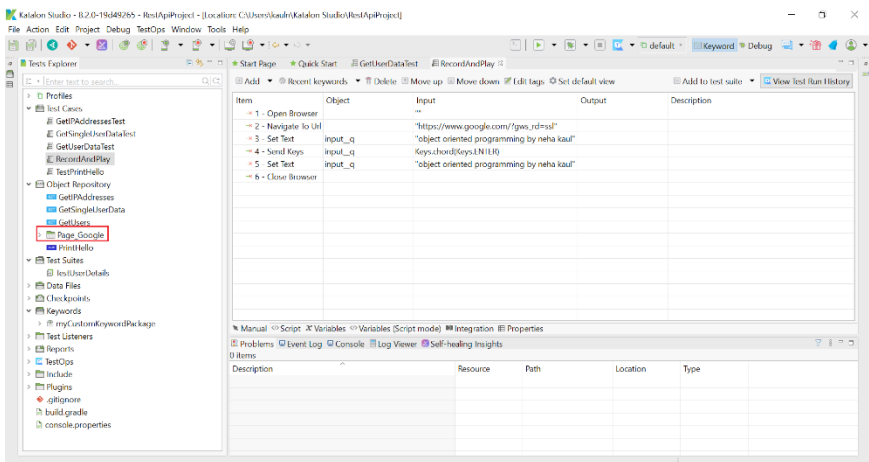 Katalon Studio - 8.2.0-19d49265 - RestApiProject - [Location: C:\Users\kauln\Katalon Studio\RestApiProject]
File Action Edit Project Debug TestOps Window Tools Help
default Keyword Debug
Tests Explorer
Start Page Quick Start GetUserDataTest RecordAndPlay
Enter text to search...
Add Recent keywords Delete Move up Move down Edit tags Set default view Add to test suite View Test Run History
Profiles
Test Cases
GetIPAddressesTest
GetSingleUserDataTest
GetUserDataTest
RecordAndPlay
TestPrintHello
Object Repository
GetIPAddresses
GetSingleUserData
GetUsers
Page_Google
PrintHello
Test Suites
TestUserDetails
Data Files
Checkpoints
Keywords
myCustomKeywordPackage
Test Listeners
Reports
TestOps
Include
Plugins
.gitignore
build.gradle
console.properties
Item Object Input Output Description
1 - Open Browser ""
2 - Navigate To Url "https://www.google.com/?gws_rd=ssl"
3 - Set Text input_q "object oriented programming by neha kaul"
4 - Send Keys input_q Keys.chord(Keys.ENTER)
5 - Set Text input_q "object oriented programming by neha kaul"
6 - Close Browser
Manual Script Variables Variables (Script mode) Integration Properties
Problems Event Log Console Log Viewer Self-healing Insights
0 items
Description Resource Path Location Type